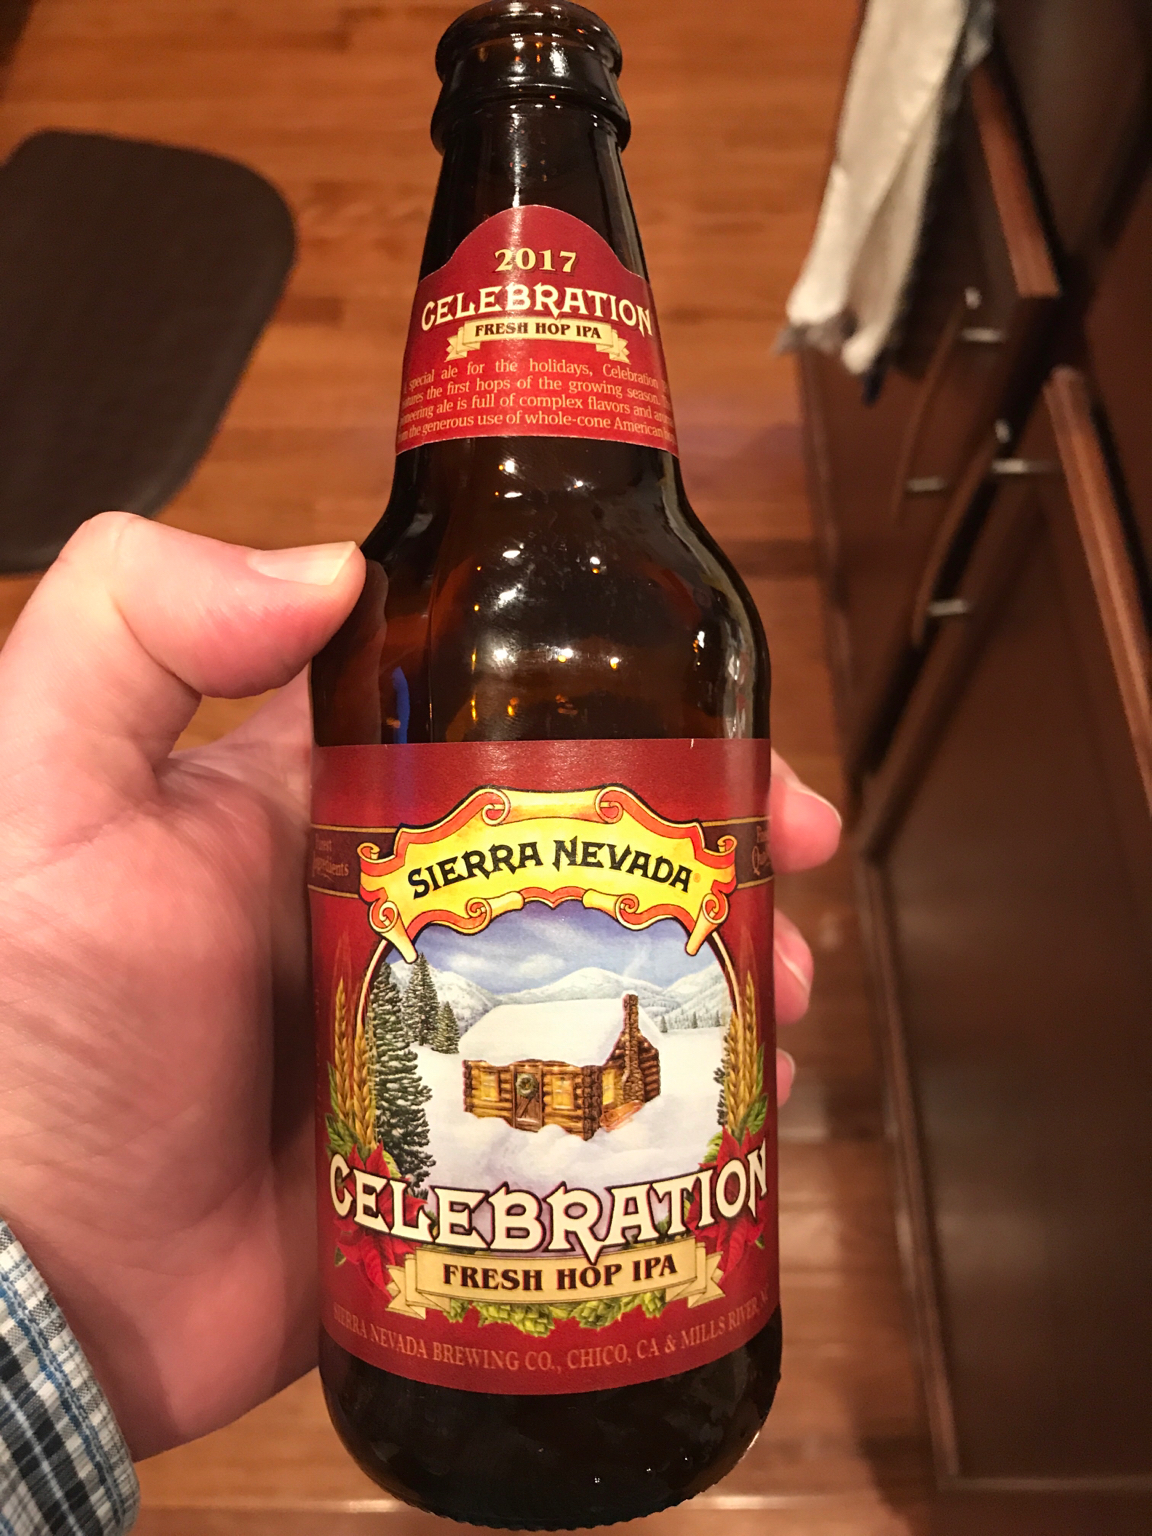 2017
CELEBRATION
FRESH HOP IPA
special ale for the holidays, Celebration
the first hops of the growing season.
ale is full of complex flavors and
the generous use of whole-cone American
SIERRA NEVADA
CELEBRATION
FRESH HOP IPA
SIERRA NEVADA BREWING CO., CHICO, CA & MILLS RIVER,